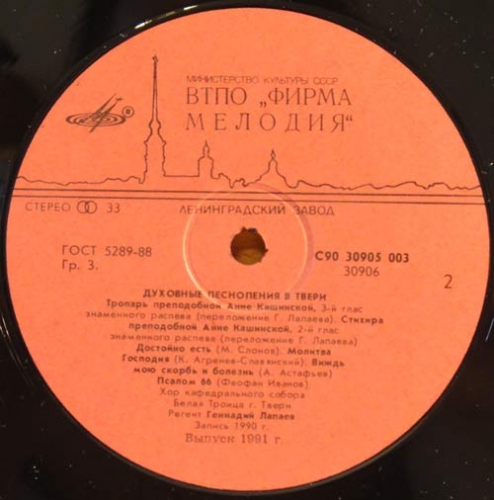 МИНИСТЕРСТВО КУЛЬТУРЫ СССР
ВТПО „ФИРМА
МЕЛОДИЯ"
СТЕРЕО 33
ЛЕНИНГРАДСКИЙ ЗАВОД
ГОСТ 5289-88
Гр. 3.
С90 30905 003
30906
2
ДУХОВНЫЕ ПЕСНОПЕНИЯ В ТВЕРИ
Тропарь преподобной Анне Кашинской, 3-й глас
знаменного распева (переложение Г. Лапаева). Стихира
преподобной Анне Кашинской, 2-й глас
знаменного распева (переложение Г. Лапаева)
Достойно есть (М. Слонов). Молитва
Господня (К. Агренев-Славянский). Виждь
мою скорбь и болезнь (А. Астафьев)
Псалом 66 (Феофан Иванов)
Хор кафедрального собора
Белая Троица г. Твери
Регент Геннадий Лапаев
Запись 1990 г.
Выпуск 1991 г.